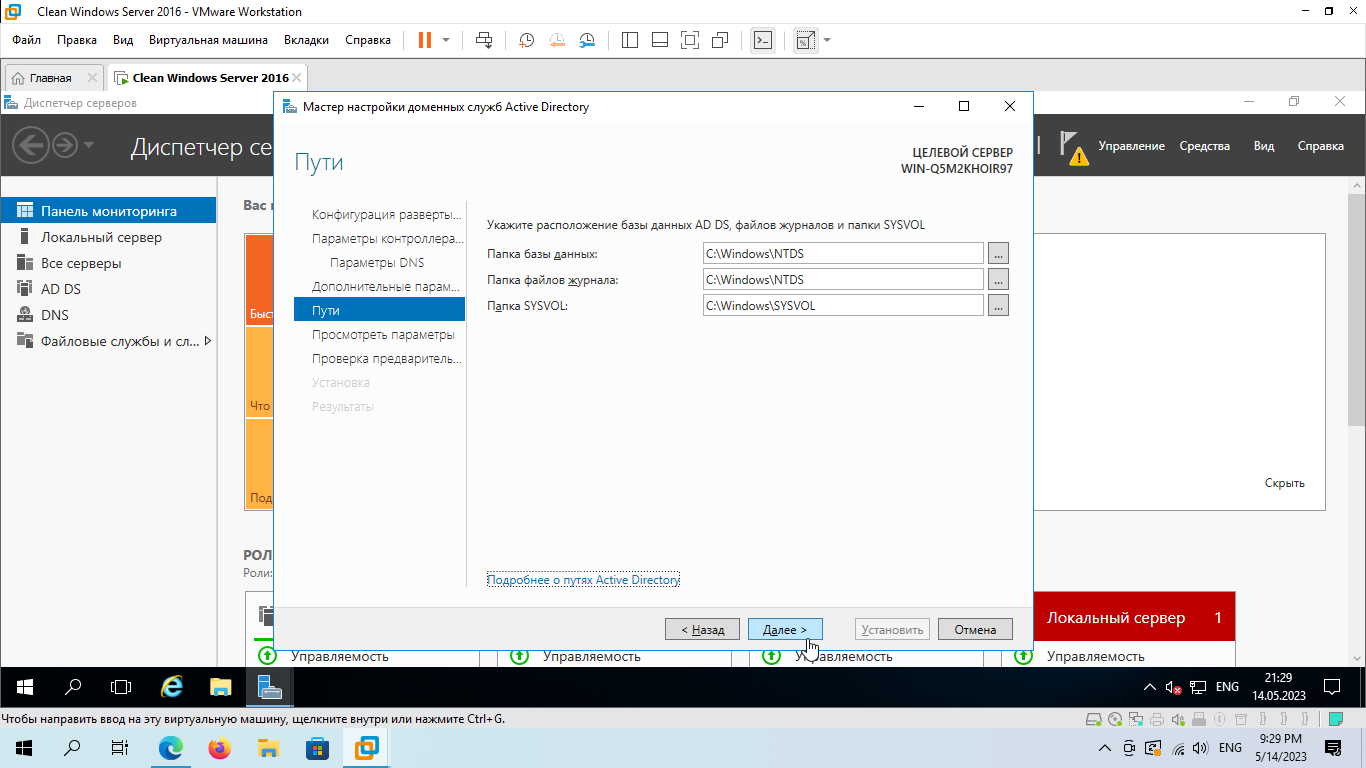 Clean Windows Server 2016 - VMware Workstation
Файл Правка Вид Виртуальная машина Вкладки Справка
Главная
Clean Windows Server 2016
Диспетчер серверов
Мастер настройки доменных служб Active Directory
Диспетчер се
Управление Средства Вид Справка
Пути
ЦЕЛЕВОЙ СЕРВЕР
WIN-Q5M2KHOIR97
Панель мониторинга
Локальный сервер
Все серверы
AD DS
DNS
Файловые службы и сл...
Вас
Быст
Что
Под
Скрыть
РОЛ
Роли:
Конфигурация разверты...
Параметры контроллера...
Параметры DNS
Дополнительные парам...
Пути
Просмотреть параметры
Проверка предваритель...
Установка
Результаты
Укажите расположение базы данных AD DS, файлов журналов и папки SYSVOL
Папка базы данных: C:\Windows\NTDS ...
Папка файлов журнала: C:\Windows\NTDS ...
Папка SYSVOL: C:\Windows\SYSVOL ...
Подробнее о путях Active Directory
< Назад Далее > Установить Отмена
Локальный сервер 1
Управляемость Управляемость Управляемость Управляемость
ENG
21:29
14.05.2023
Чтобы направить ввод на эту виртуальную машину, щелкните внутри или нажмите Ctrl+G.
ENG
9:29 PM
5/14/2023